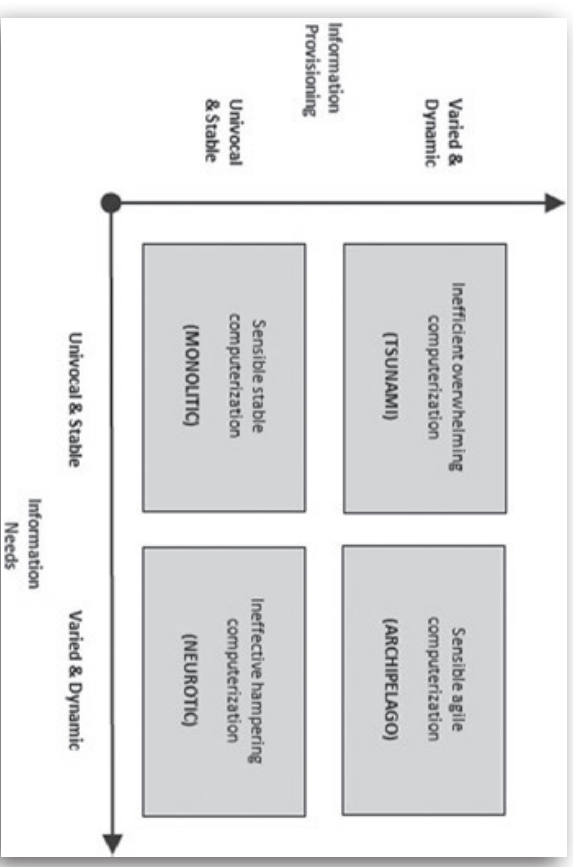 Information
Provisioning
Varied &
Dynamic
Univocal
& Stable
Inefficient overwhelming
computerization
(TSUNAMI)
Sensible agile
computerization
(ARCHIPELAGO)
Sensible stable
computerization
(MONOLITIC)
Ineffective hampering
computerization
(NEUROTIC)
Univocal & Stable
Varied & Dynamic
Information
Needs